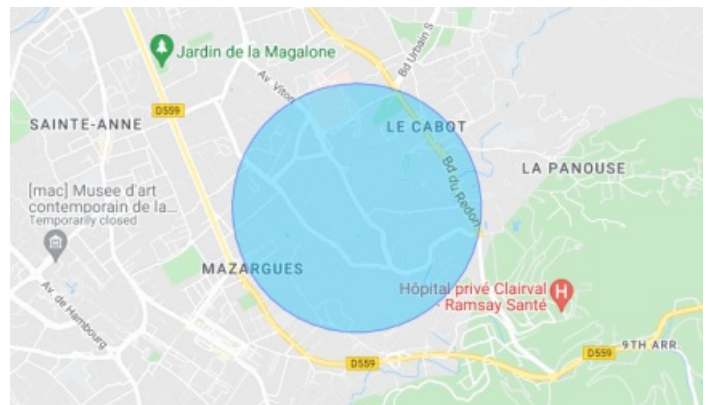 Jardin de la Magalone
Bd Urbain S
Av. Viton
D559
SAINTE-ANNE
LE CABOT
LA PANOUSE
Bd du Redon
[mac] Musee d'art
contemporain de la...
Temporarily closed
MAZARGUES
Hôpital privé Clairval
- Ramsay Santé
Av. de Hambourg
9TH ARR.
D559
D559